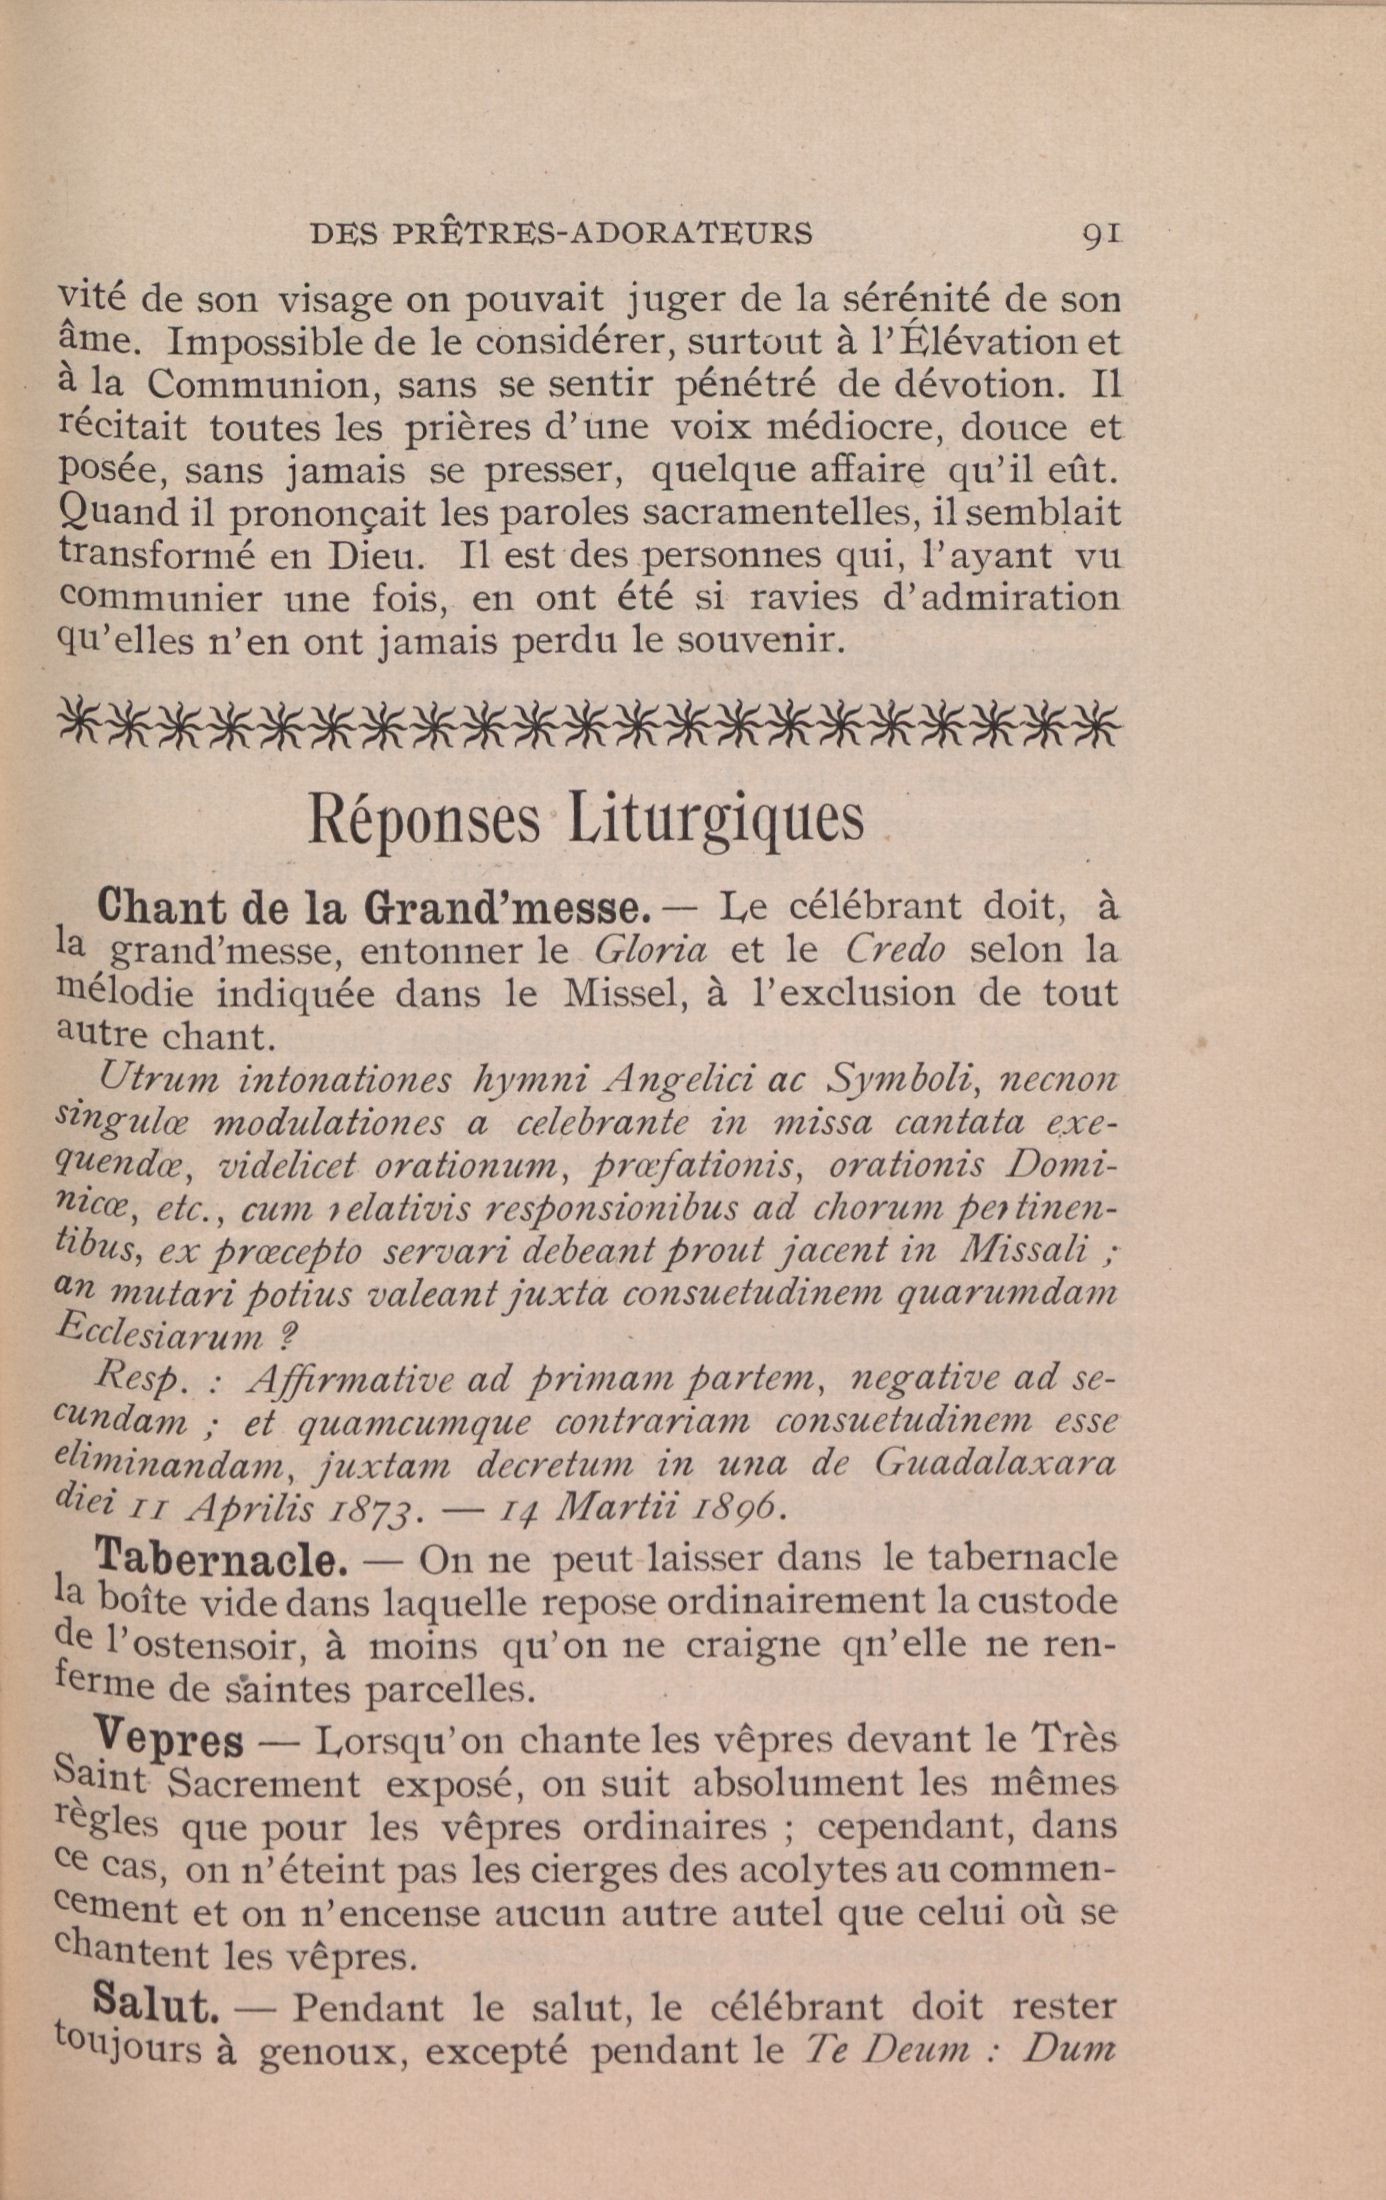 DES PRÊTRES-ADORATEURS 91
vité de son visage on pouvait juger de la sérénité de son
âme. Impossible de le considérer, surtout à l'Élévation et
à la Communion, sans se sentir pénétré de dévotion. Il
récitait toutes les prières d'une voix médiocre, douce et
posée, sans jamais se presser, quelque affaire qu'il eût.
Quand il prononçait les paroles sacramentelles, il semblait
transformé en Dieu. Il est des personnes qui, l'ayant vu
communier une fois, en ont été si ravies d'admiration
qu'elles n'en ont jamais perdu le souvenir.
Réponses Liturgiques
Chant de la Grand'messe. — Le célébrant doit, à
la grand'messe, entonner le Gloria et le Credo selon la
mélodie indiquée dans le Missel, à l'exclusion de tout
autre chant.
Utrum intonationes hymni Angelici ac Symboli, necnon
singulæ modulationes a celebrante in missa cantata exe-
quendæ, videlicet orationum, præfationis, orationis Domi-
nicæ, etc., cum relativis responsionibus ad chorum pertinen-
tibus, ex præcepto servari debeant prout jacent in Missali ;
an mutari potius valeant juxta consuetudinem quarumdam
Ecclesiarum ?
Resp. : Affirmative ad primam partem, negative ad se-
cundam ; et quamcumque contrariam consuetudinem esse
eliminandam, juxtam decretum in una de Guadalaxara
diei 11 Aprilis 1873. — 14 Martii 1896.
Tabernacle. — On ne peut laisser dans le tabernacle
la boîte vide dans laquelle repose ordinairement la custode
de l'ostensoir, à moins qu'on ne craigne qn'elle ne ren-
ferme de saintes parcelles.
Vepres — Lorsqu'on chante les vêpres devant le Très
Saint Sacrement exposé, on suit absolument les mêmes
règles que pour les vêpres ordinaires ; cependant, dans
ce cas, on n'éteint pas les cierges des acolytes au commen-
cement et on n'encense aucun autre autel que celui où se
chantent les vêpres.
Salut. — Pendant le salut, le célébrant doit rester
toujours à genoux, excepté pendant le Te Deum : Dum